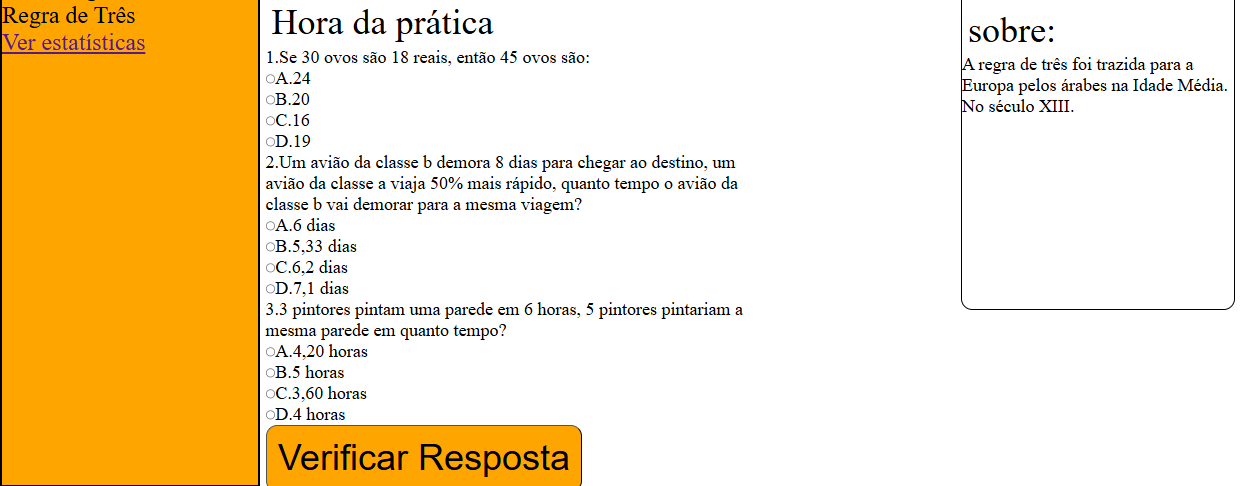 Regra de Três
Ver estatísticas
Hora da prática
1.Se 30 ovos são 18 reais, então 45 ovos são:
A.24
B.20
C.16
D.19
2.Um avião da classe b demora 8 dias para chegar ao destino, um
avião da classe a viaja 50% mais rápido, quanto tempo o avião da
classe b vai demorar para a mesma viagem?
A.6 dias
B.5,33 dias
C.6,2 dias
D.7,1 dias
3.3 pintores pintam uma parede em 6 horas, 5 pintores pintariam a
mesma parede em quanto tempo?
A.4,20 horas
B.5 horas
C.3,60 horas
D.4 horas
Verificar Resposta
sobre:
A regra de três foi trazida para a
Europa pelos árabes na Idade Média.
No século XIII.